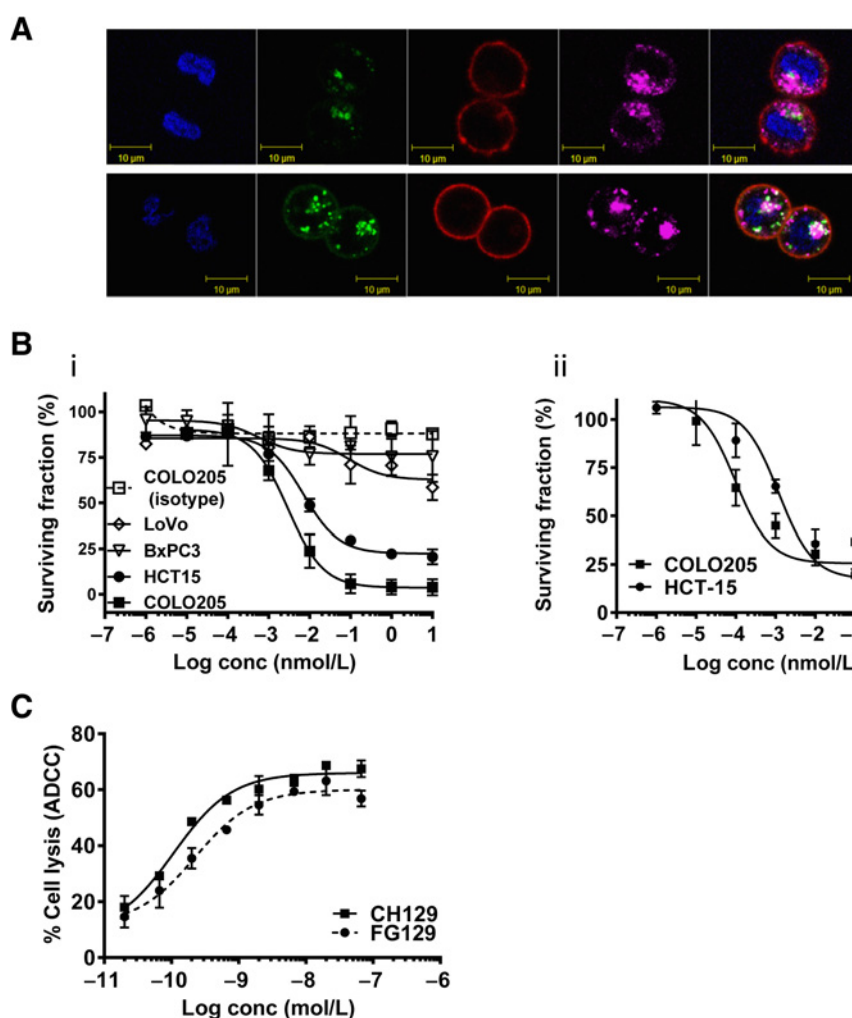 A
10 μm 10 μm 10 μm 10 μm 10 μm
10 μm 10 μm 10 μm 10 μm 10 μm
B
i
Surviving fraction (%)
100
75
50
25
0
COLO205
(isotype)
LoVo
BxPC3
HCT15
COLO205
−7 −6 −5 −4 −3 −2 −1 0 1
Log conc (nmol/L)
ii
Surviving fraction (%)
100
75
50
25
0
COLO205
HCT-15
−7 −6 −5 −4 −3 −2 −
Log conc (nmol/L)
C
% Cell lysis (ADCC)
80
60
40
20
0
CH129
FG129
−11 −10 −9 −8 −7 −6
Log conc (mol/L)